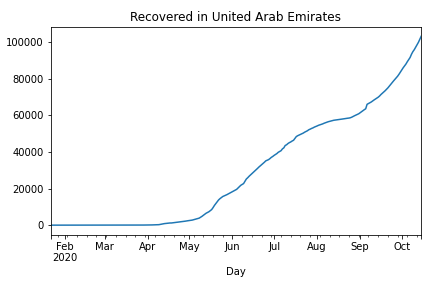 Recovered in United Arab Emirates
100000
80000
60000
40000
20000
0
Feb Mar Apr May Jun Jul Aug Sep Oct
2020
Day